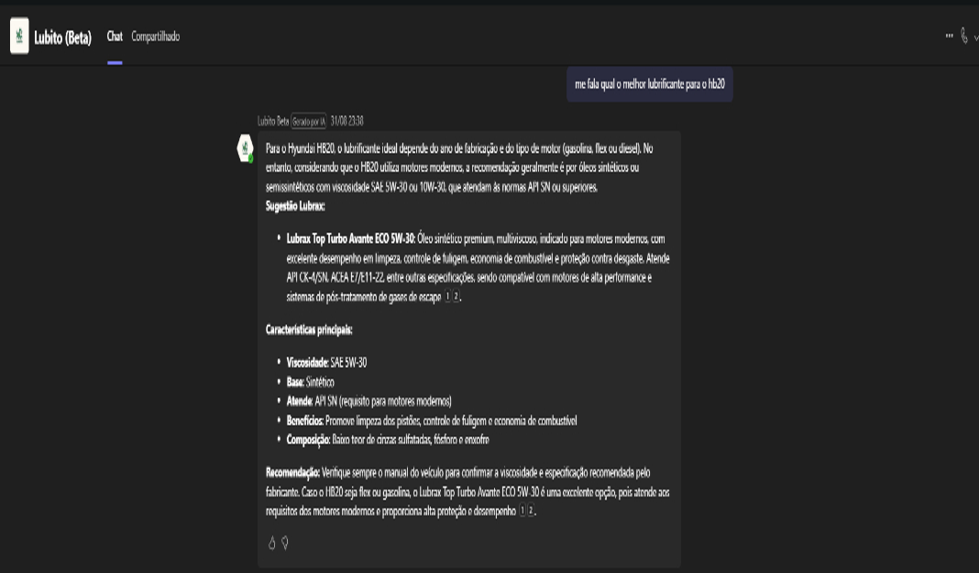 Lubito (Beta) Chat Compartilhado
me fala qual o melhor lubrificante para o hb20
Lubito Beta Gerado por IA 31/08 23:38
Para o Hyundai HB20, o lubrificante ideal depende do ano de fabricação e do tipo de motor (gasolina, flex ou diesel). No
entanto, considerando que o HB20 utiliza motores modernos, a recomendação geralmente é por óleos sintéticos ou
semissintéticos com viscosidade SAE 5W-30 ou 10W-30, que atendam às normas API SN ou superiores.
Sugestão Lubrax:
• Lubrax Top Turbo Avante ECO 5W-30: Óleo sintético premium, multiviscoso, indicado para motores modernos, com
excelente desempenho em limpeza, controle de fuligem, economia de combustível e proteção contra desgaste. Atende
API CK-4/SN, ACEA E7/E11-22, entre outras especificações, sendo compatível com motores de alta performance e
sistemas de pós-tratamento de gases de escape 1 2.
Características principais:
• Viscosidade: SAE 5W-30
• Base: Sintético
• Atende: API SN (requisito para motores modernos)
• Benefícios: Promove limpeza dos pistões, controle de fuligem e economia de combustível
• Composição: Baixo teor de cinzas sulfatadas, fósforo e enxofre
Recomendação: Verifique sempre o manual do veículo para confirmar a viscosidade e especificação recomendada pelo
fabricante. Caso o HB20 seja flex ou gasolina, o Lubrax Top Turbo Avante ECO 5W-30 é uma excelente opção, pois atende aos
requisitos dos motores modernos e proporciona alta proteção e desempenho 1 2.